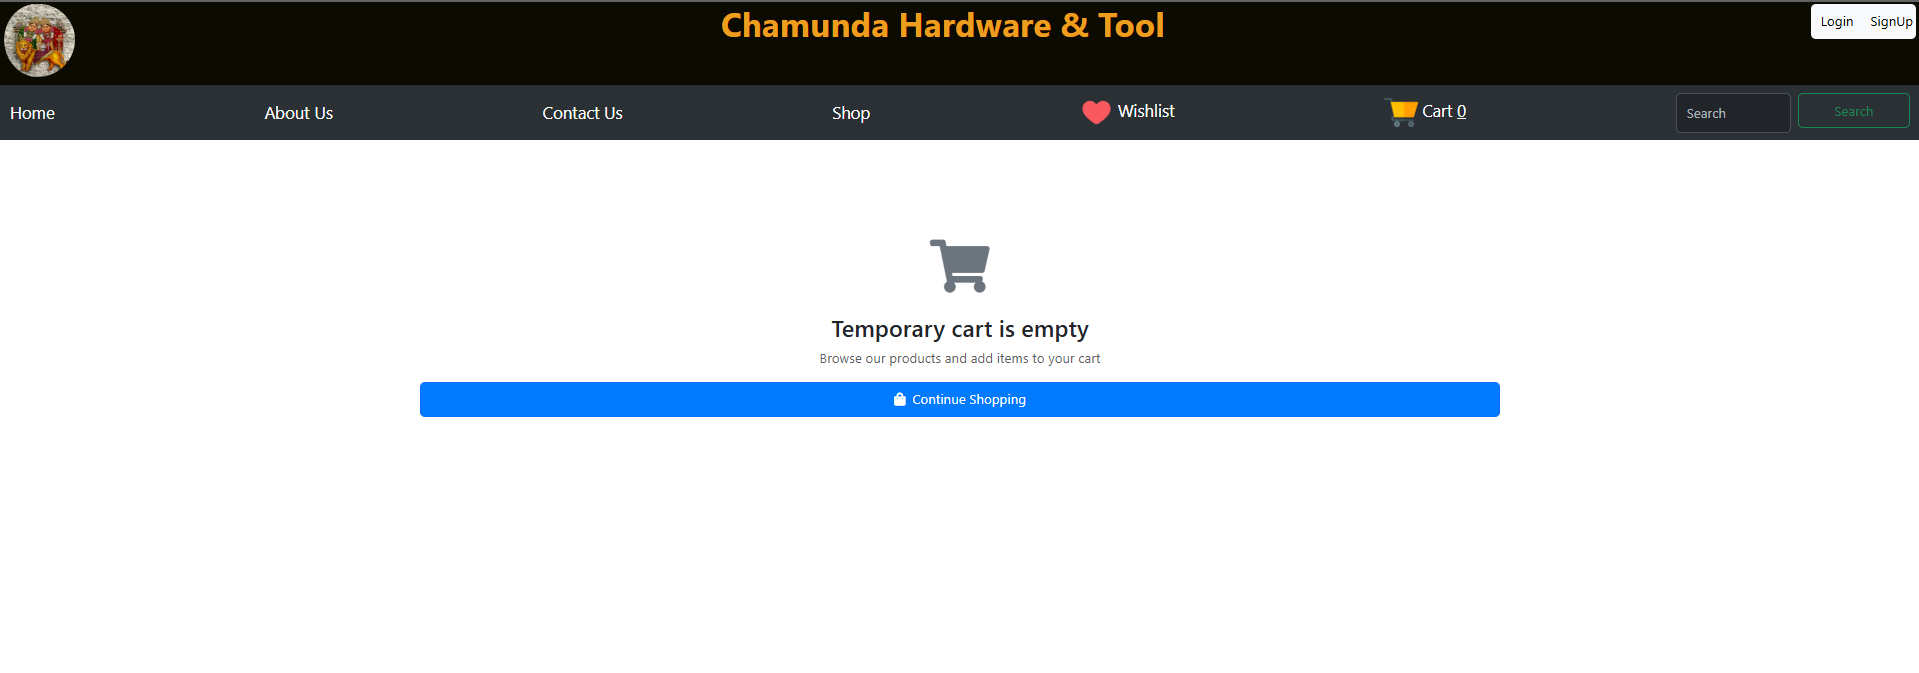 Chamunda Hardware & Tool
Login SignUp
Home About Us Contact Us Shop Wishlist Cart 0 Search Search
Temporary cart is empty
Browse our products and add items to your cart
Continue Shopping